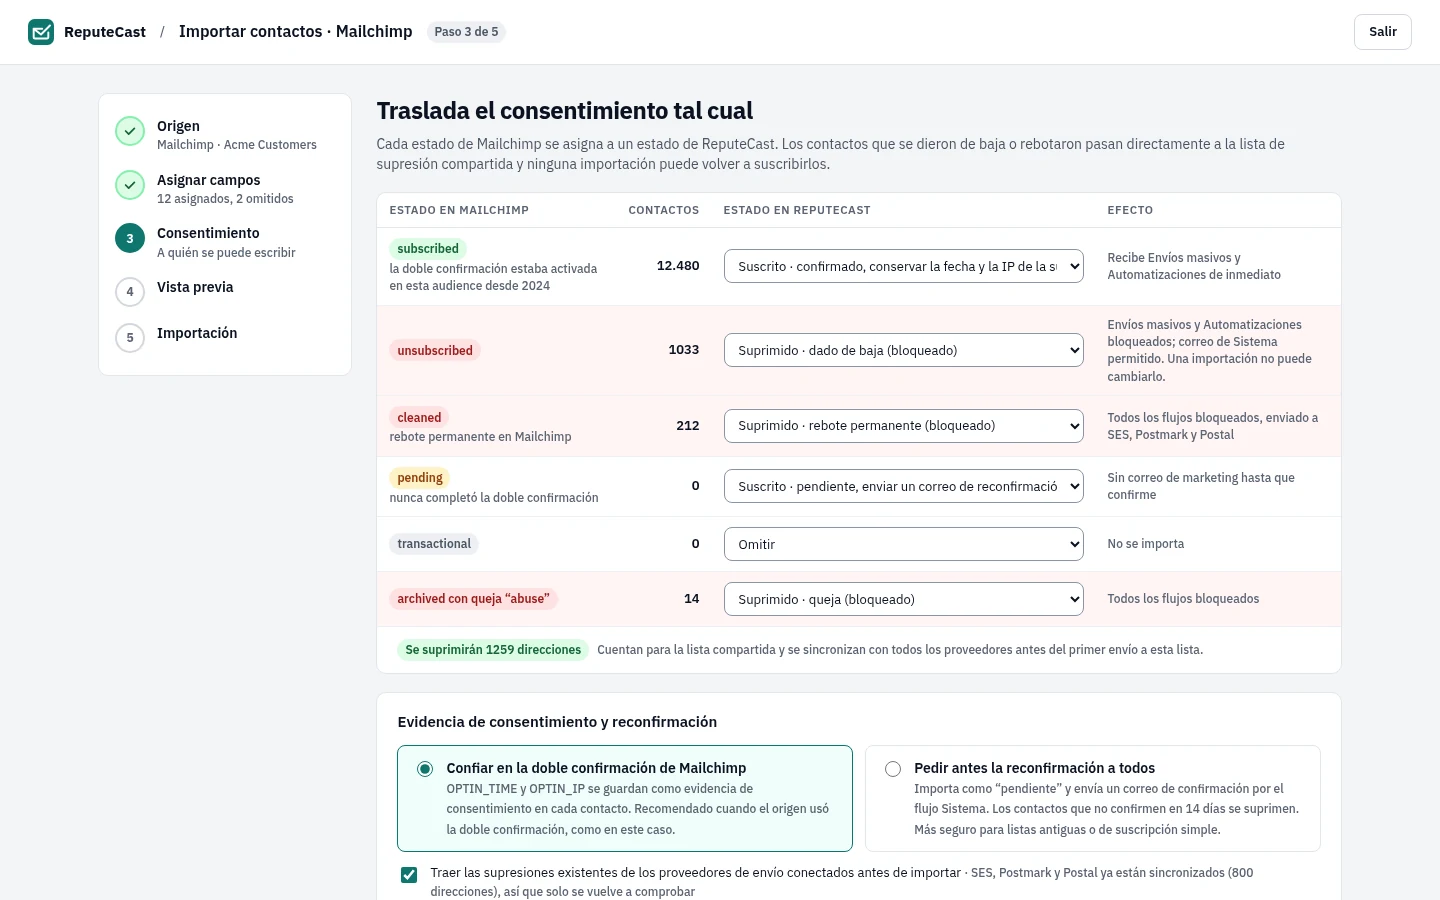 ReputeCast / Importar contactos · Mailchimp Paso 3 de 5 Salir
Origen
Mailchimp · Acme Customers
Asignar campos
12 asignados, 2 omitidos
3 Consentimiento
A quién se puede escribir
4 Vista previa
5 Importación
Traslada el consentimiento tal cual
Cada estado de Mailchimp se asigna a un estado de ReputeCast. Los contactos que se dieron de baja o rebotaron pasan directamente a la lista de
supresión compartida y ninguna importación puede volver a suscribirlos.
ESTADO EN MAILCHIMP CONTACTOS ESTADO EN REPUTECAST EFECTO
subscribed
la doble confirmación estaba activada
en esta audience desde 2024
12.480
Suscrito · confirmado, conservar la fecha y la IP de la su
Recibe Envíos masivos y
Automatizaciones de inmediato
unsubscribed
1033
Suprimido · dado de baja (bloqueado)
Envíos masivos y Automatizaciones
bloqueados; correo de Sistema
permitido. Una importación no puede
cambiarlo.
cleaned
rebote permanente en Mailchimp
212
Suprimido · rebote permanente (bloqueado)
Todos los flujos bloqueados, enviado a
SES, Postmark y Postal
pending
nunca completó la doble confirmación
0
Suscrito · pendiente, enviar un correo de reconfirmació
Sin correo de marketing hasta que
confirme
transactional
0
Omitir
No se importa
archived con queja “abuse”
14
Suprimido · queja (bloqueado)
Todos los flujos bloqueados
Se suprimirán 1259 direcciones Cuentan para la lista compartida y se sincronizan con todos los proveedores antes del primer envío a esta lista.
Evidencia de consentimiento y reconfirmación
Confiar en la doble confirmación de Mailchimp
OPTIN_TIME y OPTIN_IP se guardan como evidencia de
consentimiento en cada contacto. Recomendado cuando el origen usó
la doble confirmación, como en este caso.
Pedir antes la reconfirmación a todos
Importa como “pendiente” y envía un correo de confirmación por el
flujo Sistema. Los contactos que no confirmen en 14 días se suprimen.
Más seguro para listas antiguas o de suscripción simple.
Traer las supresiones existentes de los proveedores de envío conectados antes de importar · SES, Postmark y Postal ya están sincronizados (800
direcciones), así que solo se vuelve a comprobar